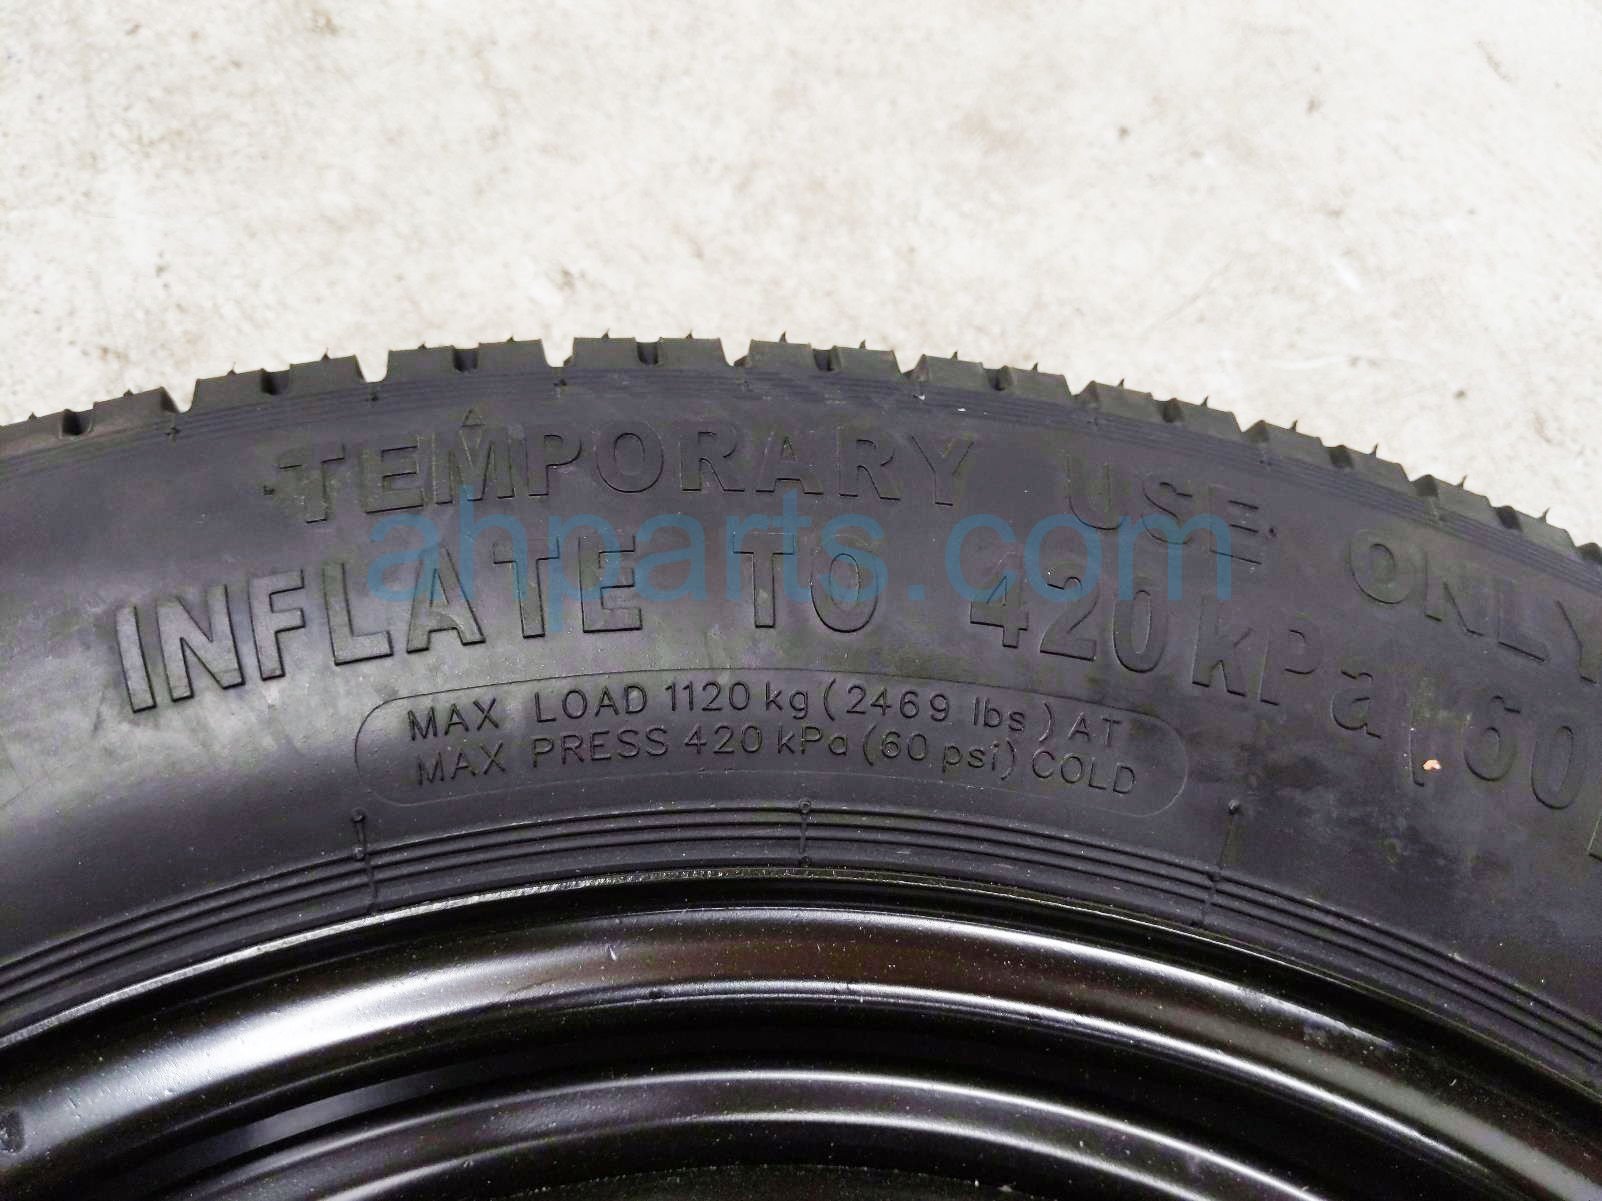 TEMPORARY USE ONLY
INFLATE TO 420 kPa (60
MAX LOAD 1120 kg (2469 lbs) AT
MAX PRESS 420 kPa (60 psi) COLD
ahparts.com